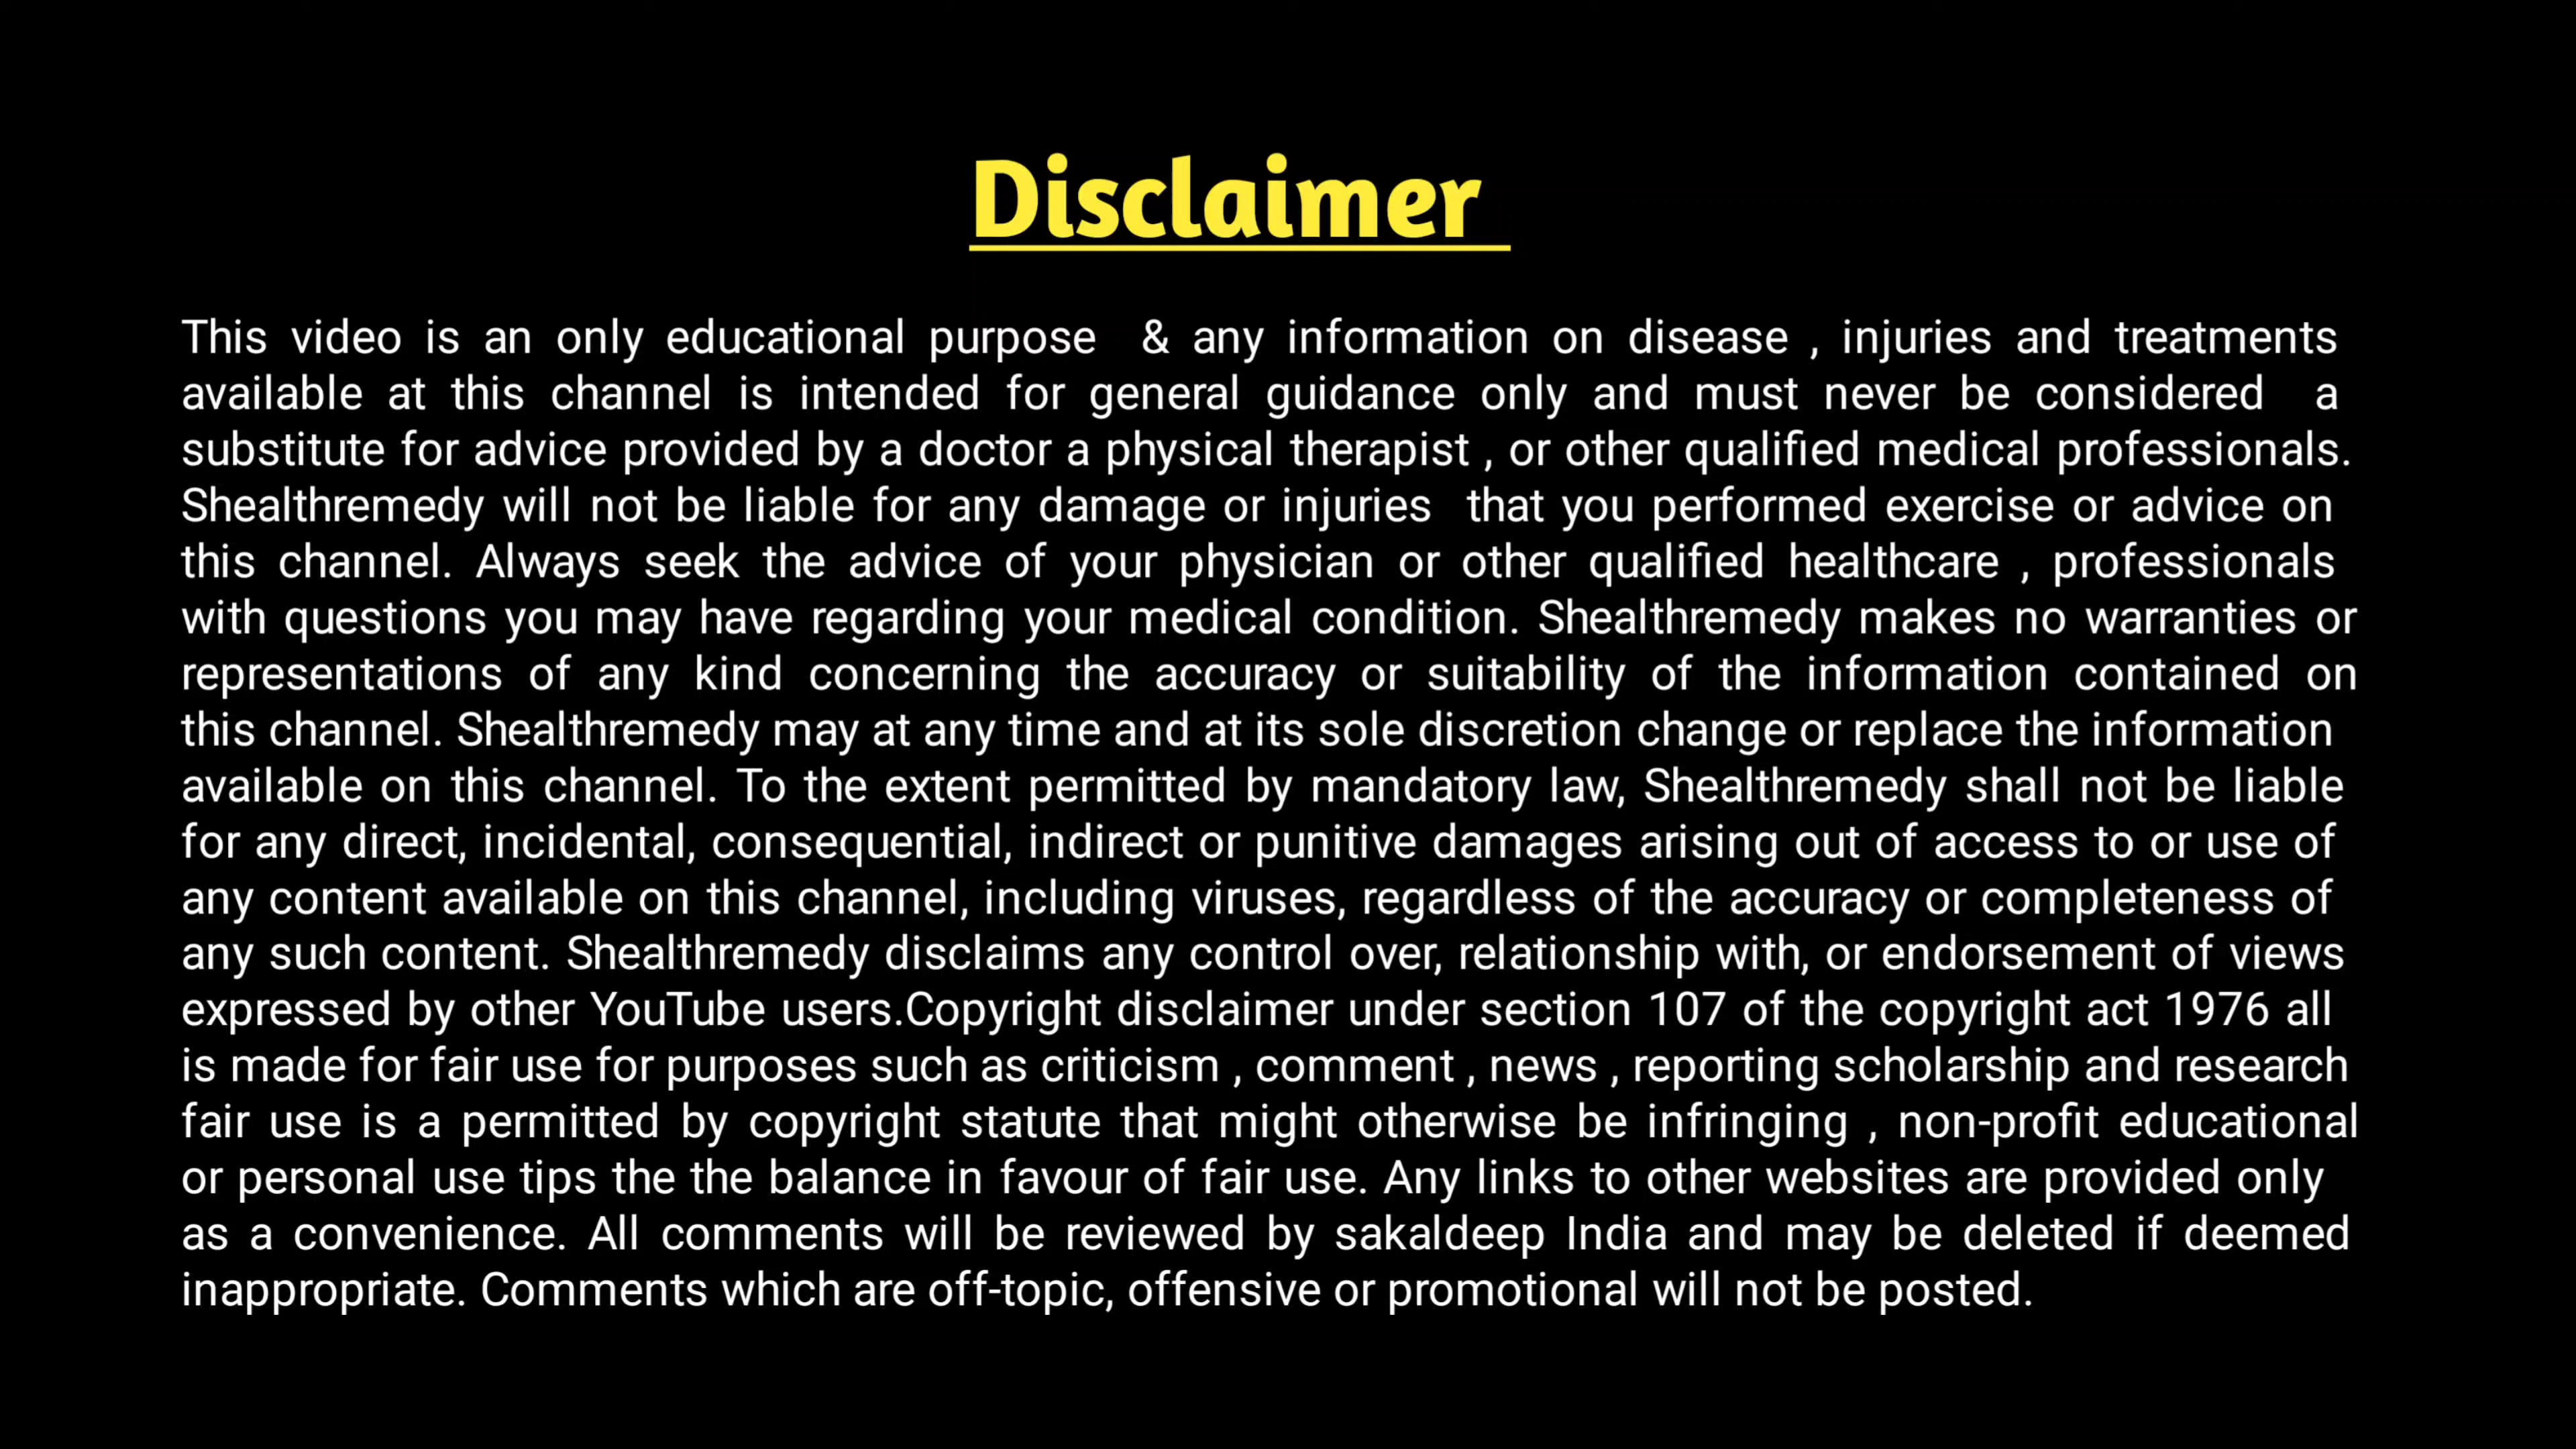 Disclaimer
This video is an only educational purpose & any information on disease , injuries and treatments
available at this channel is intended for general guidance only and must never be considered a
substitute for advice provided by a doctor a physical therapist , or other qualified medical professionals.
Shealthremedy will not be liable for any damage or injuries that you performed exercise or advice on
this channel. Always seek the advice of your physician or other qualified healthcare , professionals
with questions you may have regarding your medical condition. Shealthremedy makes no warranties or
representations of any kind concerning the accuracy or suitability of the information contained on
this channel. Shealthremedy may at any time and at its sole discretion change or replace the information
available on this channel. To the extent permitted by mandatory law, Shealthremedy shall not be liable
for any direct, incidental, consequential, indirect or punitive damages arising out of access to or use of
any content available on this channel, including viruses, regardless of the accuracy or completeness of
any such content. Shealthremedy disclaims any control over, relationship with, or endorsement of views
expressed by other YouTube users.Copyright disclaimer under section 107 of the copyright act 1976 all
is made for fair use for purposes such as criticism , comment , news , reporting scholarship and research
fair use is a permitted by copyright statute that might otherwise be infringing , non-profit educational
or personal use tips the the balance in favour of fair use. Any links to other websites are provided only
as a convenience. All comments will be reviewed by sakaldeep India and may be deleted if deemed
inappropriate. Comments which are off-topic, offensive or promotional will not be posted.